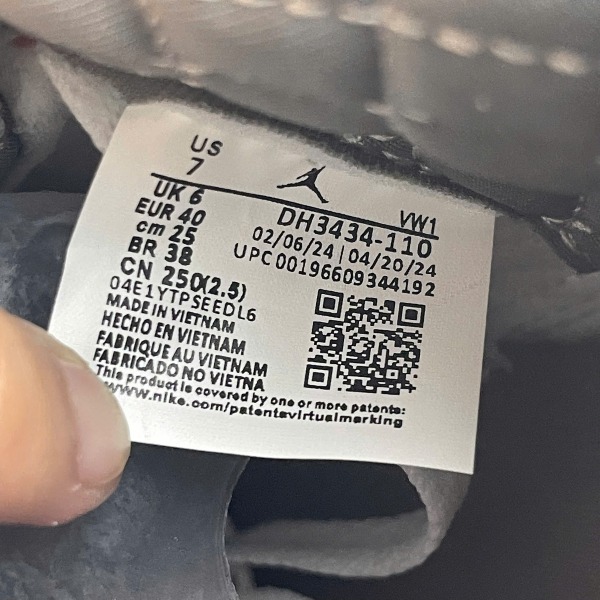 US
7
VW1
UK 6
DH3434-110
EUR 40
02/06/24 | 04/20/24
cm 25
UPC 00196609344192
BR 38
CN 250(2.5)
04E1YTPSEEDL6
MADE IN VIETNAM
HECHO EN VIETNAM
FABRIQUE AU VIETNAM
FABRICADO NO VIETNA
This product is covered by one or more patents:
www.nike.com/patentsvirtualmarking